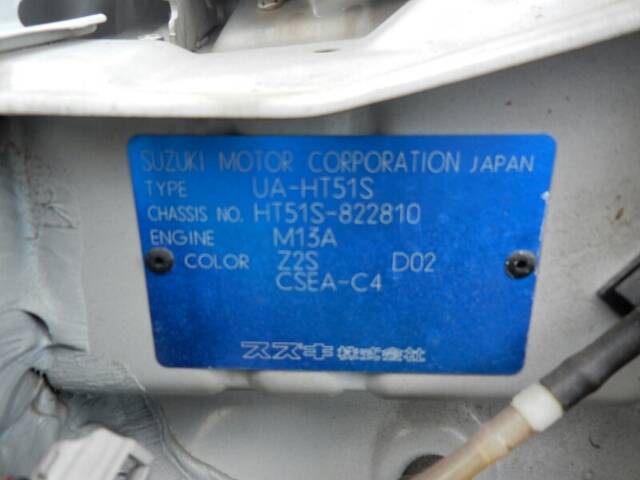 SUZUKI MOTOR CORPORATION JAPAN
TYPE UA-HT51S
CHASSIS NO. HT51S-822810
ENGINE M13A
COLOR Z2S D02
CSEA-C4
スズキ株式会社